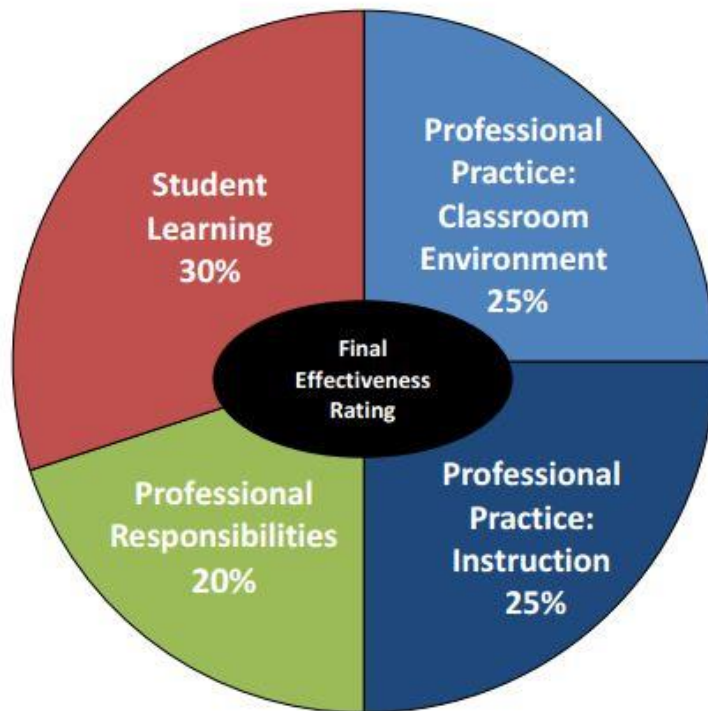 Professional
Practice:
Classroom
Environment
25%
Student
Learning
30%
Final
Effectiveness
Rating
Professional
Responsibilities
20%
Professional
Practice:
Instruction
25%